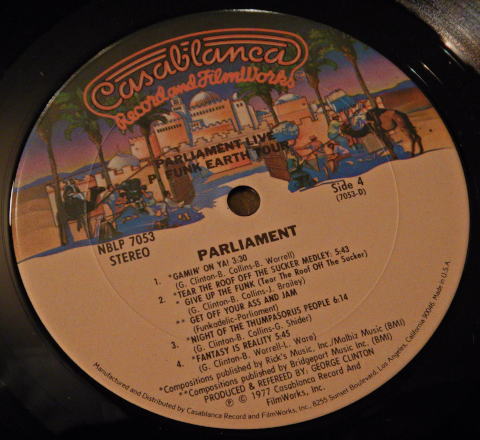 Casablanca
Record and FilmWorks
PARLIAMENT LIVE
P. FUNK EARTH TOUR
Side 4
(7053-D)
NBLP 7053
STEREO
PARLIAMENT
1. *GAMIN' ON YA! 3:30
(G. Clinton-B. Collins-B. Worrell)
2. *TEAR THE ROOF OFF THE SUCKER MEDLEY: 5:43
* GIVE UP THE FUNK (Tear The Roof Off The Sucker)
(G. Clinton-B. Collins-J. Brailey)
** GET OFF YOUR ASS AND JAM
(Funkadelic-Parliament)
3. *NIGHT OF THE THUMPASORUS PEOPLE 6:14
(G. Clinton-B. Collins-G. Shider)
4. *FANTASY IS REALITY 5:45
(G. Clinton-B. Worrell-L. Ware)
*Compositions published by Rick's Music Inc./Malbiz Music (BMI)
**Compositions published by Bridgeport Music Inc. (BMI)
PRODUCED & REFEREED BY: GEORGE CLINTON
℗ © 1977 Casablanca Record And
FilmWorks, Inc.
Manufactured and Distributed by Casablanca Record and FilmWorks, Inc., 8255 Sunset Boulevard, Los Angeles, California 90046 Made in U.S.A.